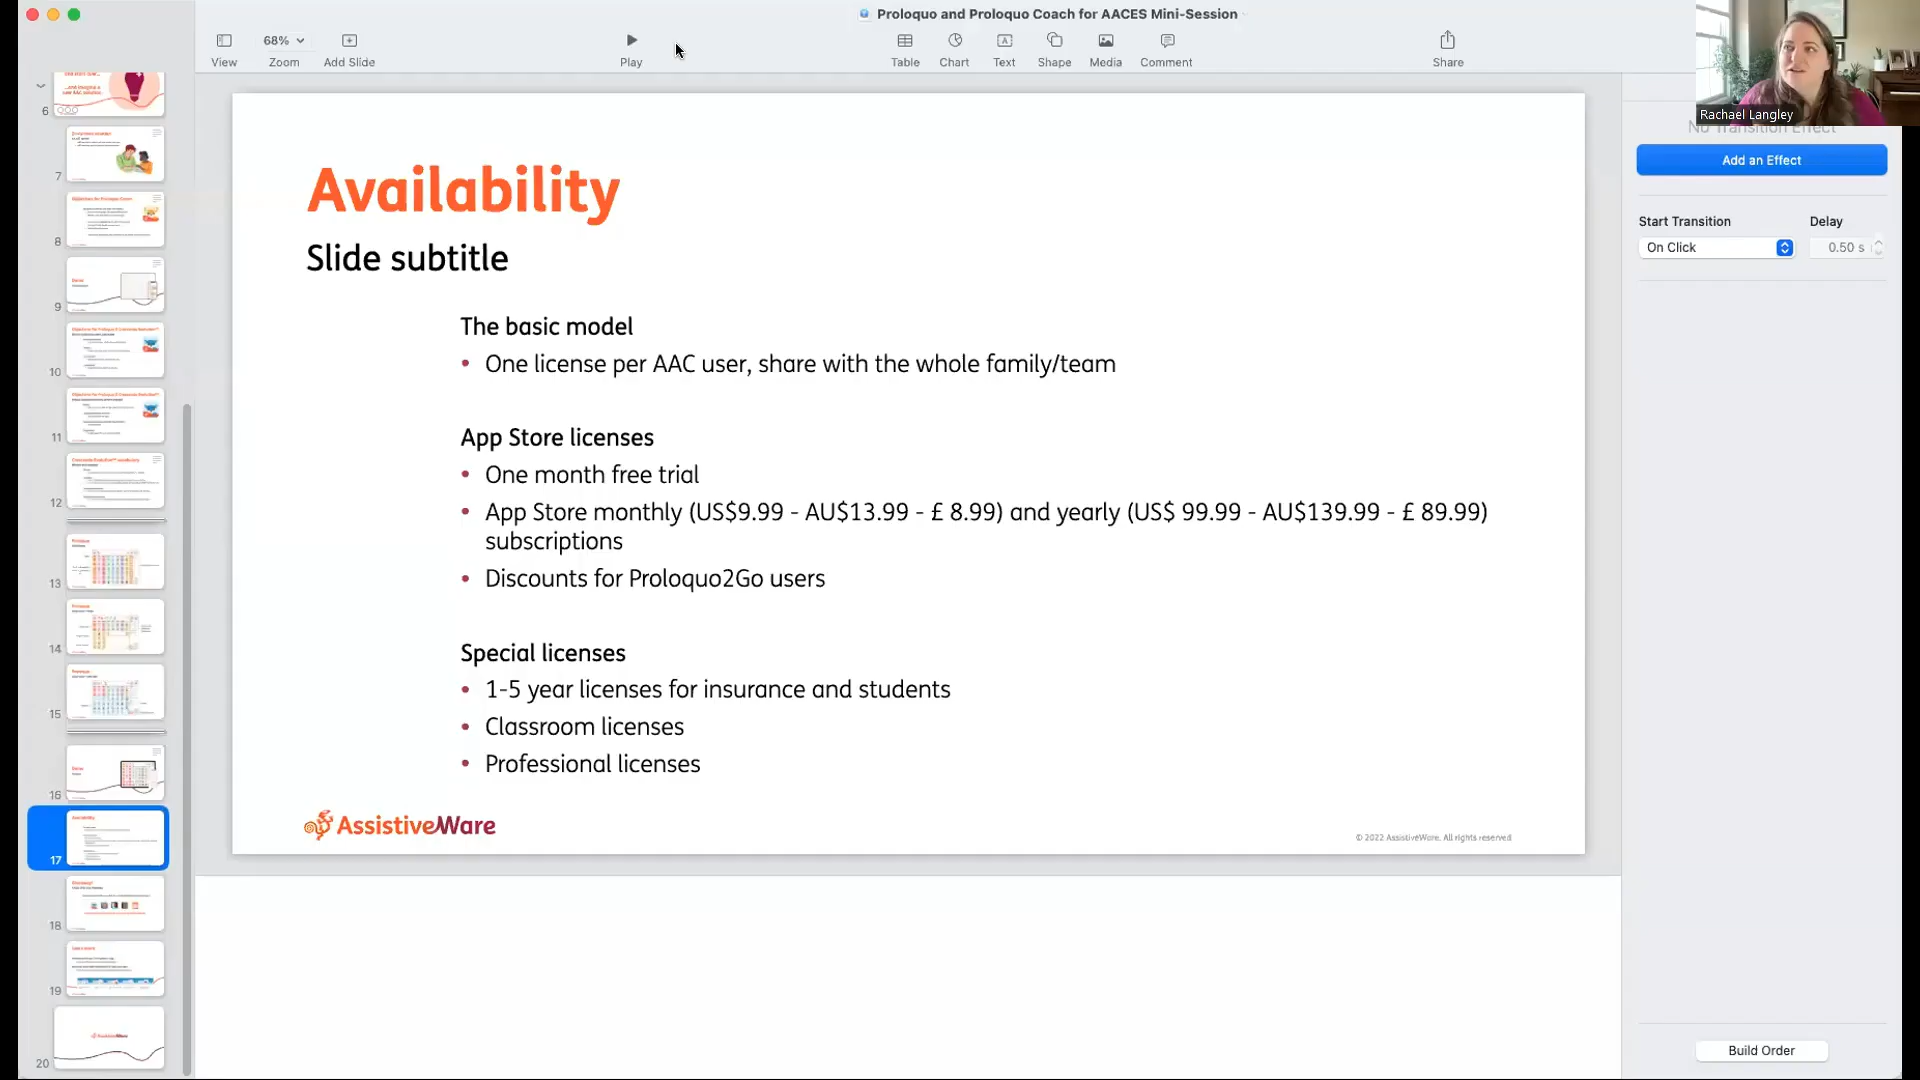 Proloquo and Proloquo Coach for AACES Mini-Session
68%
View
Zoom
Add Slide
Play
Table
Chart
Text
Shape
Media
Comment
Share
Rachael Langley
No Transition Effect
Add an Effect
Start Transition
Delay
On Click
0.50 s
Availability
Slide subtitle
The basic model
• One license per AAC user, share with the whole family/team
App Store licenses
• One month free trial
• App Store monthly (US$9.99 - AU$13.99 - £ 8.99) and yearly (US$ 99.99 - AU$139.99 - £ 89.99)
subscriptions
• Discounts for Proloquo2Go users
Special licenses
• 1-5 year licenses for insurance and students
• Classroom licenses
• Professional licenses
AssistiveWare
© 2022 AssistiveWare. All rights reserved
6
7
8
9
10
11
12
13
14
15
16
Availability
17
18
19
AssistiveWare
20
Build Order